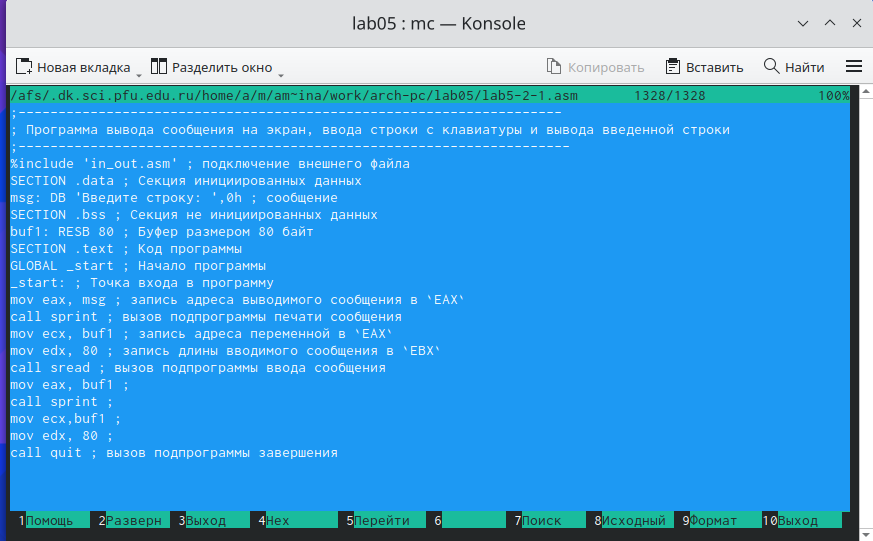 lab05 : mc — Konsole
Новая вкладка Разделить окно Копировать Вставить Найти
/afs/.dk.sci.pfu.edu.ru/home/a/m/am~ina/work/arch-pc/lab05/lab5-2-1.asm 1328/1328 100%
;--------------------------------------------------------------------
; Программа вывода сообщения на экран, ввода строки с клавиатуры и вывода введенной строки
;---------------------------------------------------------------------
%include 'in_out.asm' ; подключение внешнего файла
SECTION .data ; Секция инициированных данных
msg: DB 'Введите строку: ',0h ; сообщение
SECTION .bss ; Секция не инициированных данных
buf1: RESB 80 ; Буфер размером 80 байт
SECTION .text ; Код программы
GLOBAL _start ; Начало программы
_start: ; Точка входа в программу
mov eax, msg ; запись адреса выводимого сообщения в `EAX`
call sprint ; вызов подпрограммы печати сообщения
mov ecx, buf1 ; запись адреса переменной в `EAX`
mov edx, 80 ; запись длины вводимого сообщения в `EBX`
call sread ; вызов подпрограммы ввода сообщения
mov eax, buf1 ;
call sprint ;
mov ecx,buf1 ;
mov edx, 80 ;
call quit ; вызов подпрограммы завершения
1Помощь 2Разверн 3Выход 4Hex 5Перейти 6 7Поиск 8Исходный 9Формат 10Выход